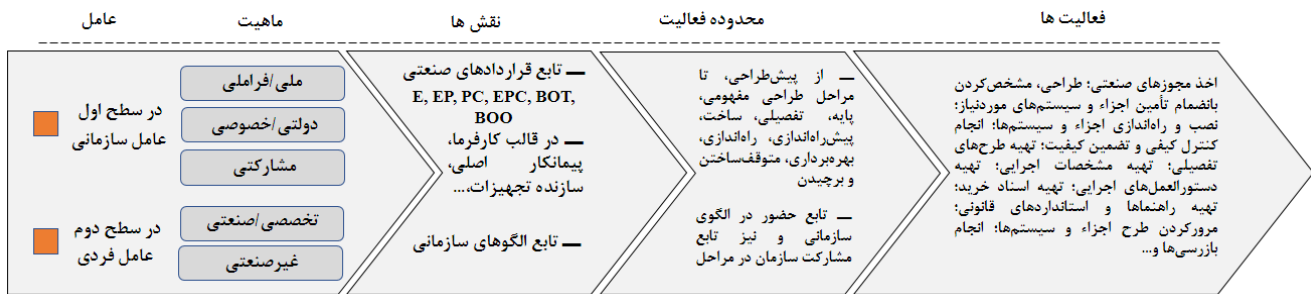 عامل
ماهیت
نقش ها
محدوده فعالیت
فعالیت ها
در سطح اول
عامل سازمانی
در سطح دوم
عامل فردی
ملی/فراملی
دولتی/خصوصی
مشارکتی
تخصصی/صنعتی
غیرصنعتی
ـــ تابع قراردادهای صنعتی
E, EP, PC, EPC, BOT,
BOO
ـــ در قالب کارفرما،
پیمانکار اصلی،
سازنده تجهیزات،...
ـــ تابع الگوهای سازمانی
ـــ از پیش‌طراحی، تا
مراحل طراحی مفهومی،
پایه، تفصیلی، ساخت،
پیش‌راه‌اندازی، راه‌اندازی،
بهره‌برداری، متوقف‌ساختن
و برچیدن
ـــ تابع حضور در الگوی
سازمانی و نیز تابع
مشارکت سازمان در مراحل
اخذ مجوزهای صنعتی؛ طراحی، مشخص‌کردن
بانضمام تأمین اجزاء و سیستم‌های موردنیاز؛
نصب و راه‌اندازی اجزاء و سیستم‌ها؛ انجام
کنترل کیفی و تضمین کیفیت؛ تهیه طرح‌های
تفصیلی؛ تهیه مشخصات اجرایی؛ تهیه
دستورالعمل‌های اجرایی؛ تهیه اسناد خرید؛
تهیه راهنماها و استانداردهای قانونی؛
مرورکردن طرح اجزاء و سیستم‌ها؛ انجام
بازرسی‌ها و...